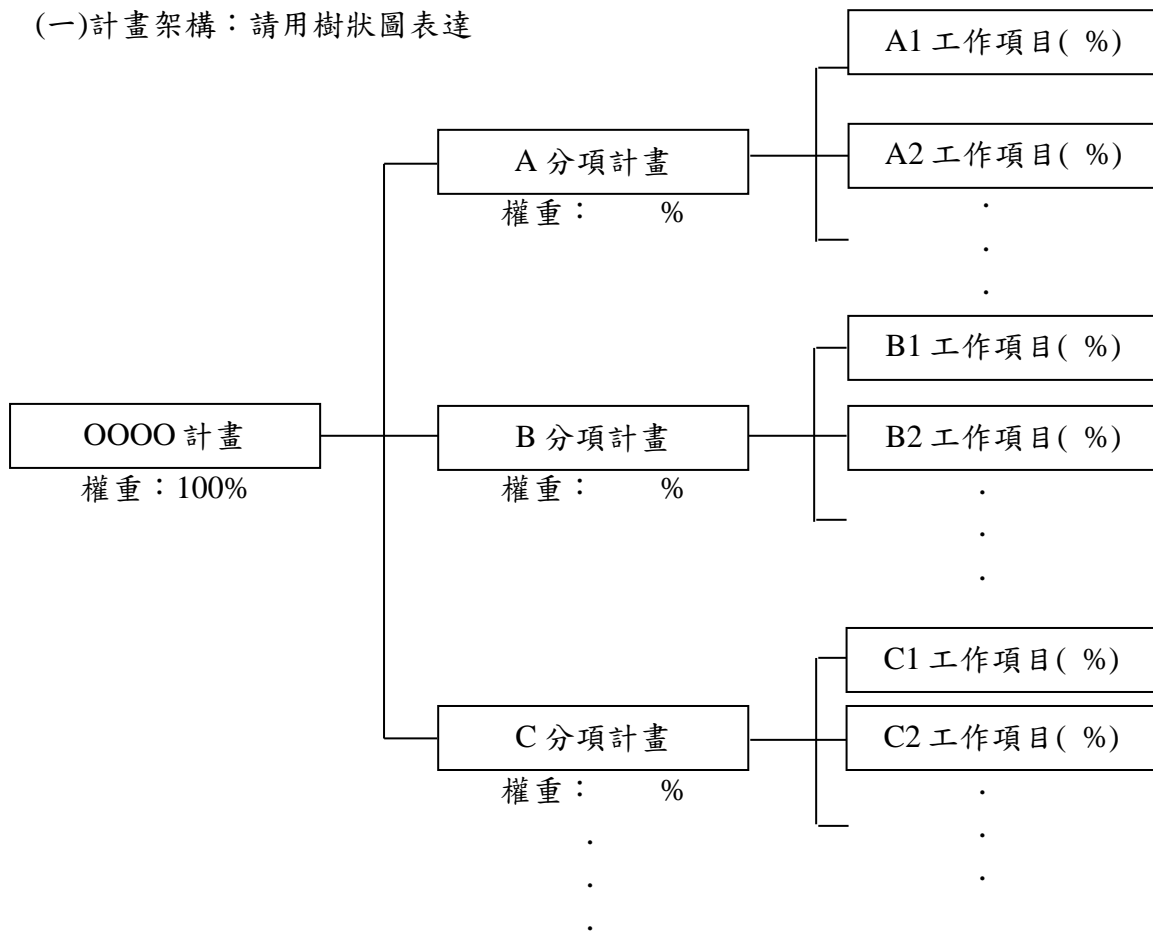 (一)計畫架構：請用樹狀圖表達
A1 工作項目( %)
A 分項計畫
權重： %
A2 工作項目( %)
.
.
.
B1 工作項目( %)
OOOO 計畫
權重：100%
B 分項計畫
權重： %
B2 工作項目( %)
.
.
.
C1 工作項目( %)
C 分項計畫
權重： %
C2 工作項目( %)
.
.
.
.
.
.